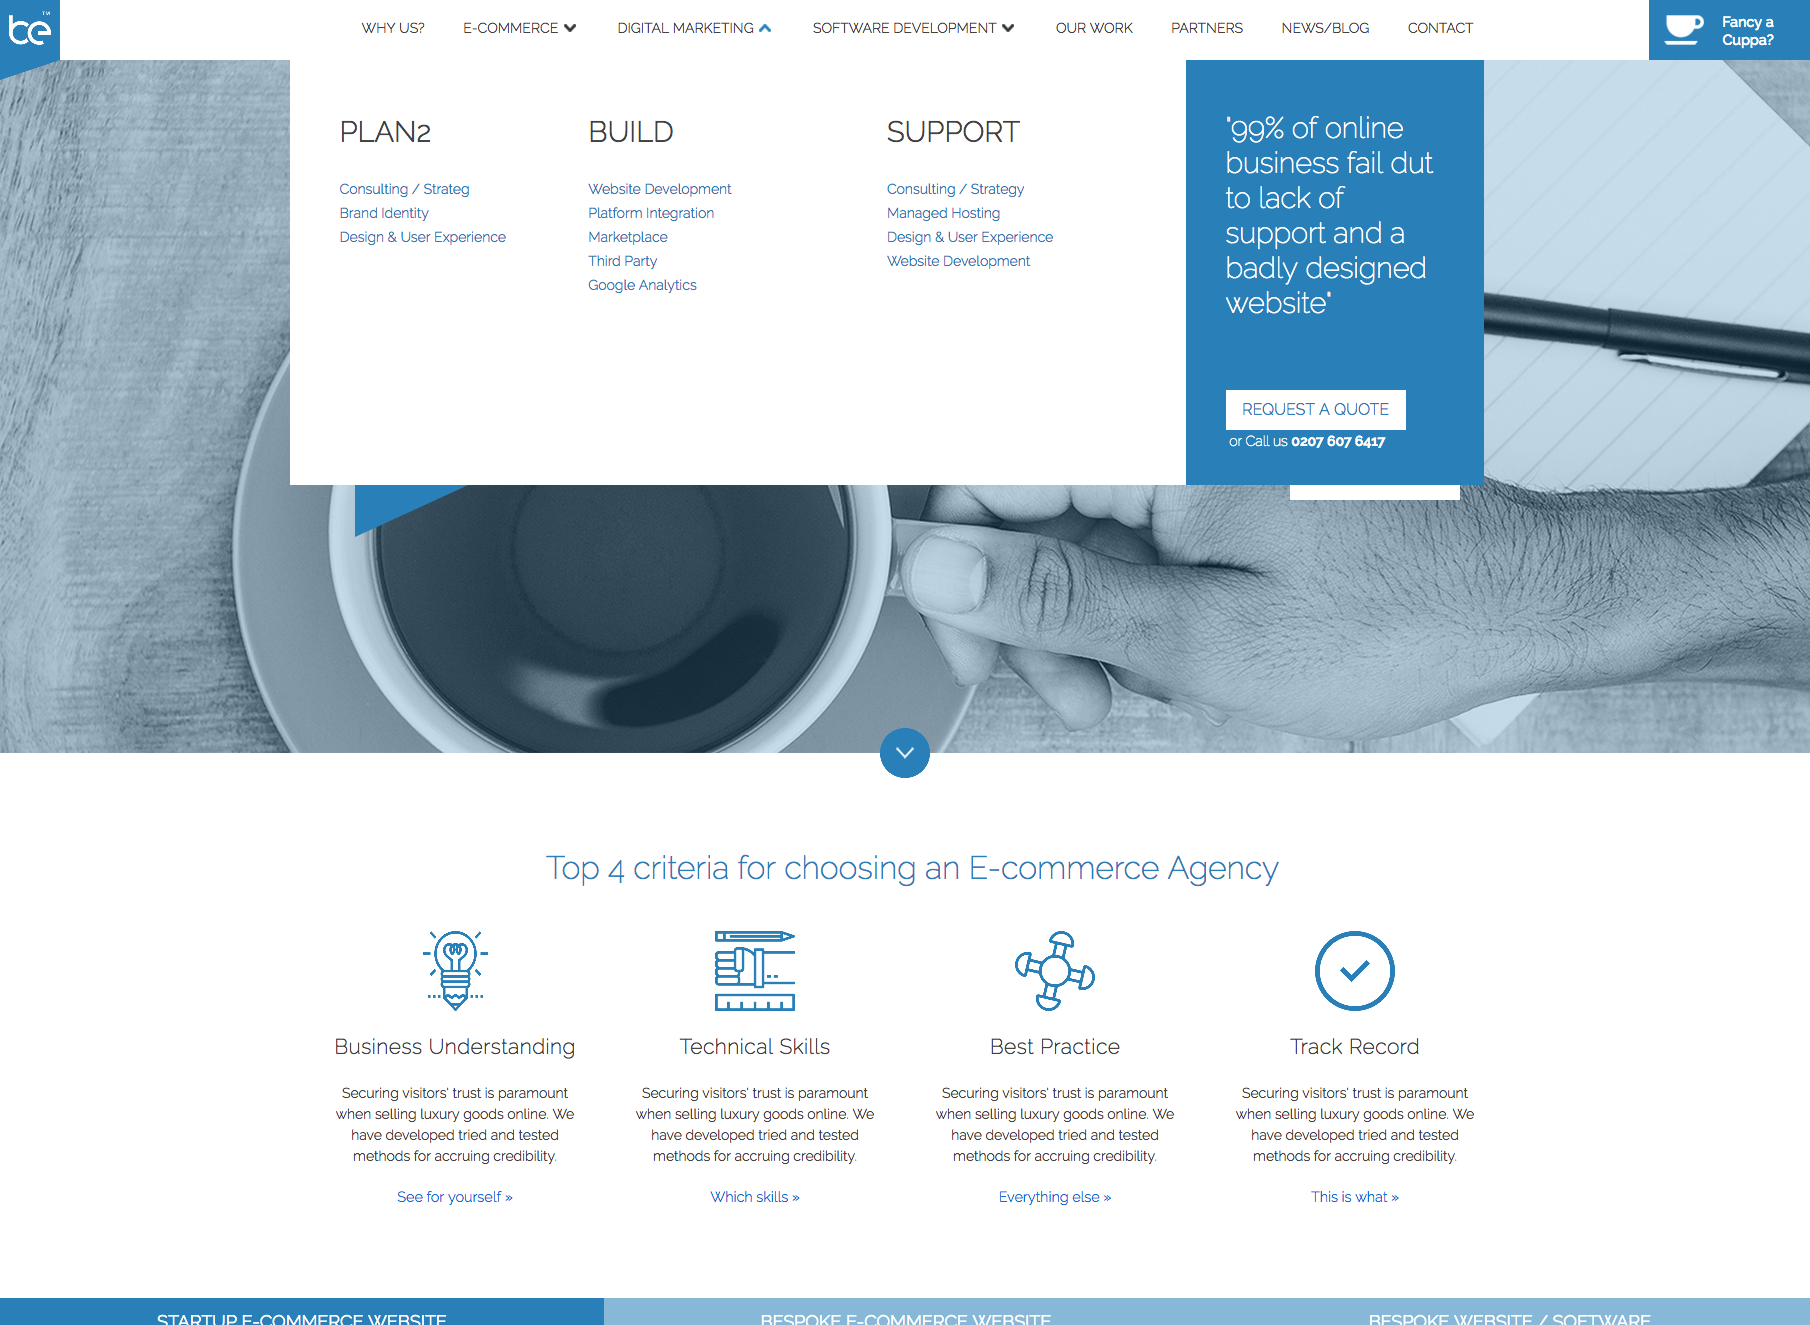 be™
WHY US?
E-COMMERCE
DIGITAL MARKETING
SOFTWARE DEVELOPMENT
OUR WORK
PARTNERS
NEWS/BLOG
CONTACT
Fancy a
Cuppa?
PLAN2
Consulting / Strateg
Brand Identity
Design & User Experience
BUILD
Website Development
Platform Integration
Marketplace
Third Party
Google Analytics
SUPPORT
Consulting / Strategy
Managed Hosting
Design & User Experience
Website Development
"99% of online
business fail dut
to lack of
support and a
badly designed
website"
REQUEST A QUOTE
or Call us 0207 607 6417
Top 4 criteria for choosing an E-commerce Agency
Business Understanding
Securing visitors' trust is paramount
when selling luxury goods online. We
have developed tried and tested
methods for accruing credibility.
See for yourself »
Technical Skills
Securing visitors' trust is paramount
when selling luxury goods online. We
have developed tried and tested
methods for accruing credibility.
Which skills »
Best Practice
Securing visitors' trust is paramount
when selling luxury goods online. We
have developed tried and tested
methods for accruing credibility.
Everything else »
Track Record
Securing visitors' trust is paramount
when selling luxury goods online. We
have developed tried and tested
methods for accruing credibility.
This is what »
STARTUP E-COMMERCE WEBSITE
BESPOKE E-COMMERCE WEBSITE
BESPOKE WEBSITE / SOFTWARE